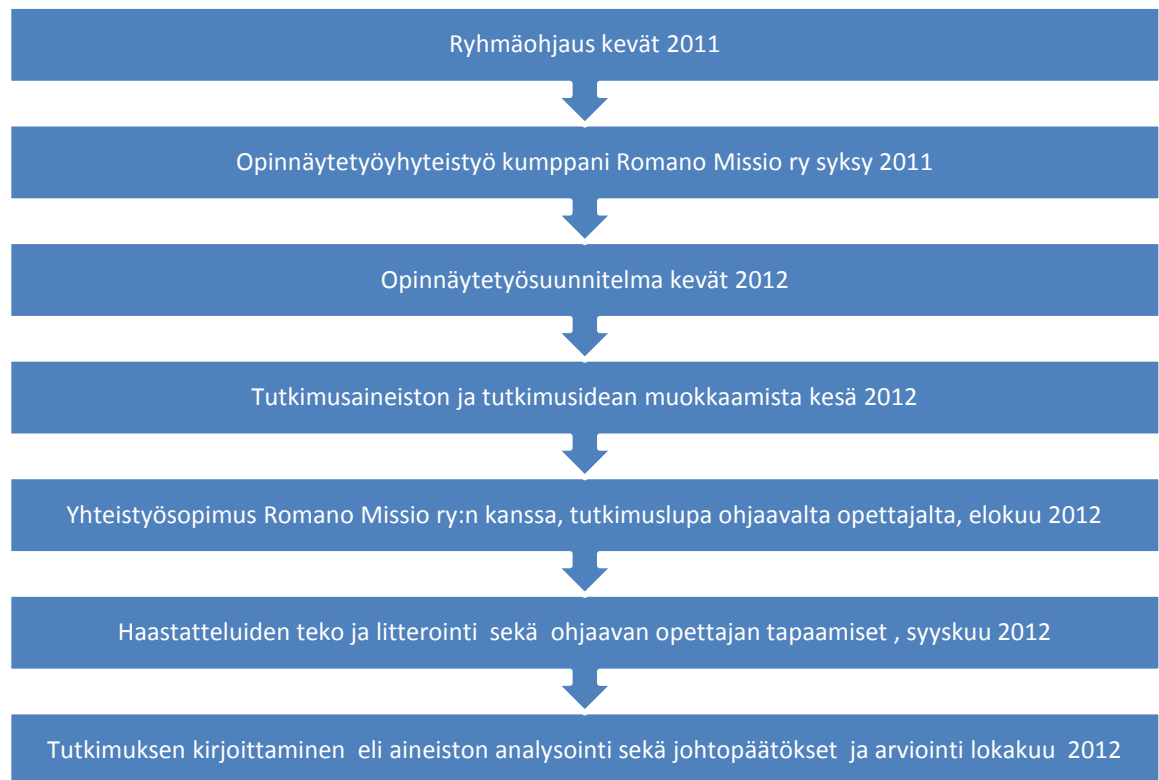 Ryhmäohjaus kevät 2011
Opinnäytetyöyhteistyö kumppani Romano Missio ry syksy 2011
Opinnäytetyösuunnitelma kevät 2012
Tutkimusaineiston ja tutkimusidean muokkaamista kesä 2012
Yhteistyösopimus Romano Missio ry:n kanssa, tutkimuslupa ohjaavalta opettajalta, elokuu 2012
Haastatteluiden teko ja litterointi sekä ohjaavan opettajan tapaamiset , syyskuu 2012
Tutkimuksen kirjoittaminen eli aineiston analysointi sekä johtopäätökset ja arviointi lokakuu 2012